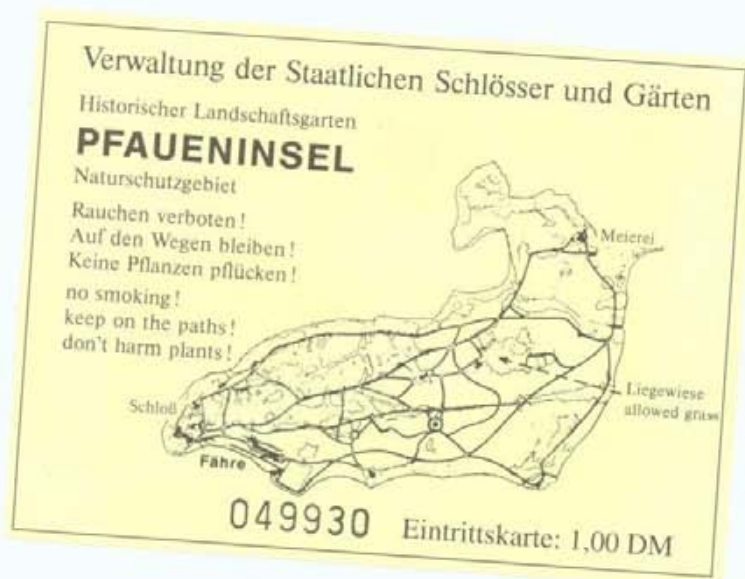 Verwaltung der Staatlichen Schlösser und Gärten
Historischer Landschaftsgarten
PFAUENINSEL
Naturschutzgebiet
Rauchen verboten!
Auf den Wegen bleiben!
Keine Pflanzen pflücken!
no smoking!
keep on the paths!
don't harm plants!
Meierei
Liegewiese
allowed grass
Schloß
Fähre
049930 Eintrittskarte: 1,00 DM